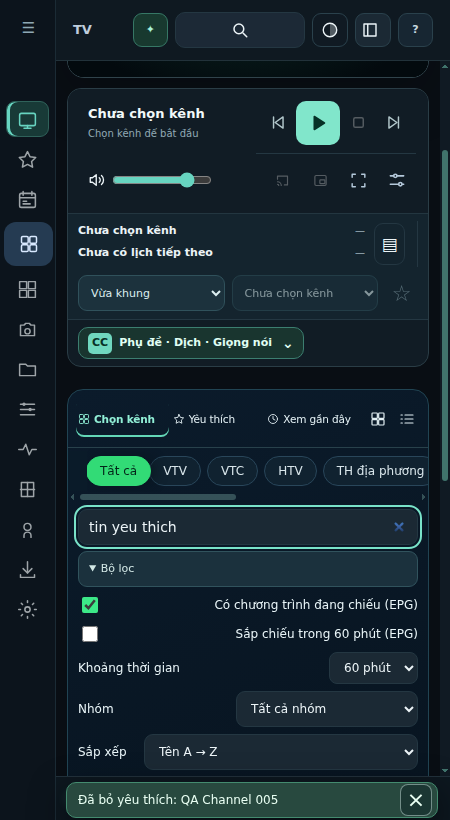 TV
?
Chưa chọn kênh
Chọn kênh để bắt đầu
Chưa chọn kênh —
Chưa có lịch tiếp theo —
Vừa khung Chưa chọn kênh
CC Phụ đề · Dịch · Giọng nói
Chọn kênh Yêu thích Xem gần đây
Tất cả VTV VTC HTV TH địa phương
tin yeu thich
▼ Bộ lọc
Có chương trình đang chiếu (EPG)
Sắp chiếu trong 60 phút (EPG)
Khoảng thời gian 60 phút
Nhóm Tất cả nhóm
Sắp xếp Tên A → Z
Đã bỏ yêu thích: QA Channel 005